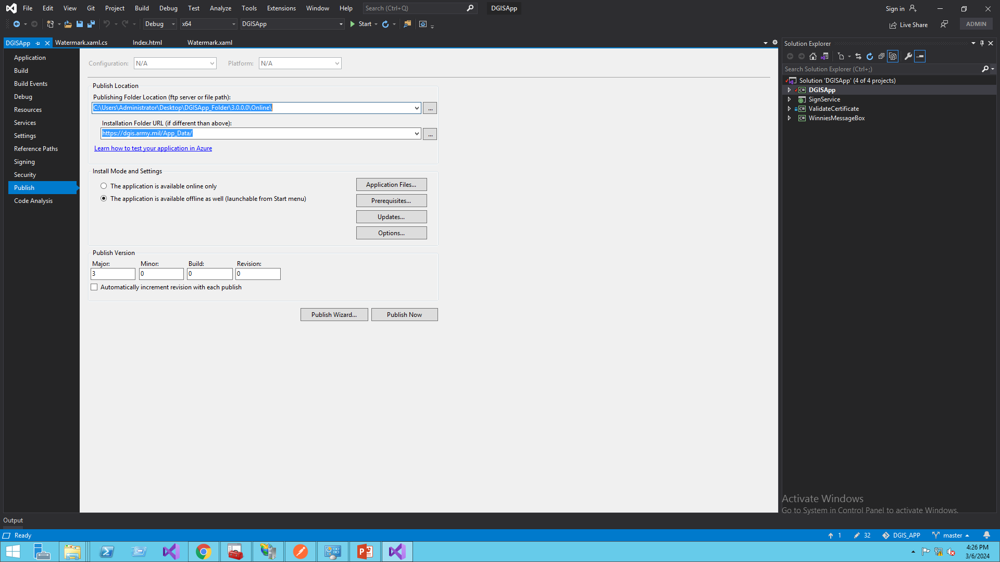 File Edit View Git Project Build Debug Test Analyze Tools Extensions Window Help Search (Ctrl+Q) DGISApp Sign in
Debug x64 DGISApp Start Live Share ADMIN
DGISApp Watermark.xaml.cs Index.html Watermark.xaml
Application
Build
Build Events
Debug
Resources
Services
Settings
Reference Paths
Signing
Security
Publish
Code Analysis
Configuration: N/A Platform: N/A
Publish Location
Publishing Folder Location (ftp server or file path):
C:\Users\Administrator\Desktop\DGISApp_Folder\3.0.0.0\Online\
...
Installation Folder URL (if different than above):
https://dgis.army.mil/App_Data/
...
Learn how to test your application in Azure
Install Mode and Settings
The application is available online only
The application is available offline as well (launchable from Start menu)
Application Files...
Prerequisites...
Updates...
Options...
Publish Version
Major: Minor: Build: Revision:
3 0 0 0
Automatically increment revision with each publish
Publish Wizard... Publish Now
Solution Explorer
Search Solution Explorer (Ctrl+;)
Solution 'DGISApp' (4 of 4 projects)
C# DGISApp
SignService
C# ValidateCertificate
C# WinniesMessageBox
Activate Windows
Go to System in Control Panel to activate Windows.
Output
Ready 1 32 DGIS_APP master
4:26 PM
3/6/2024